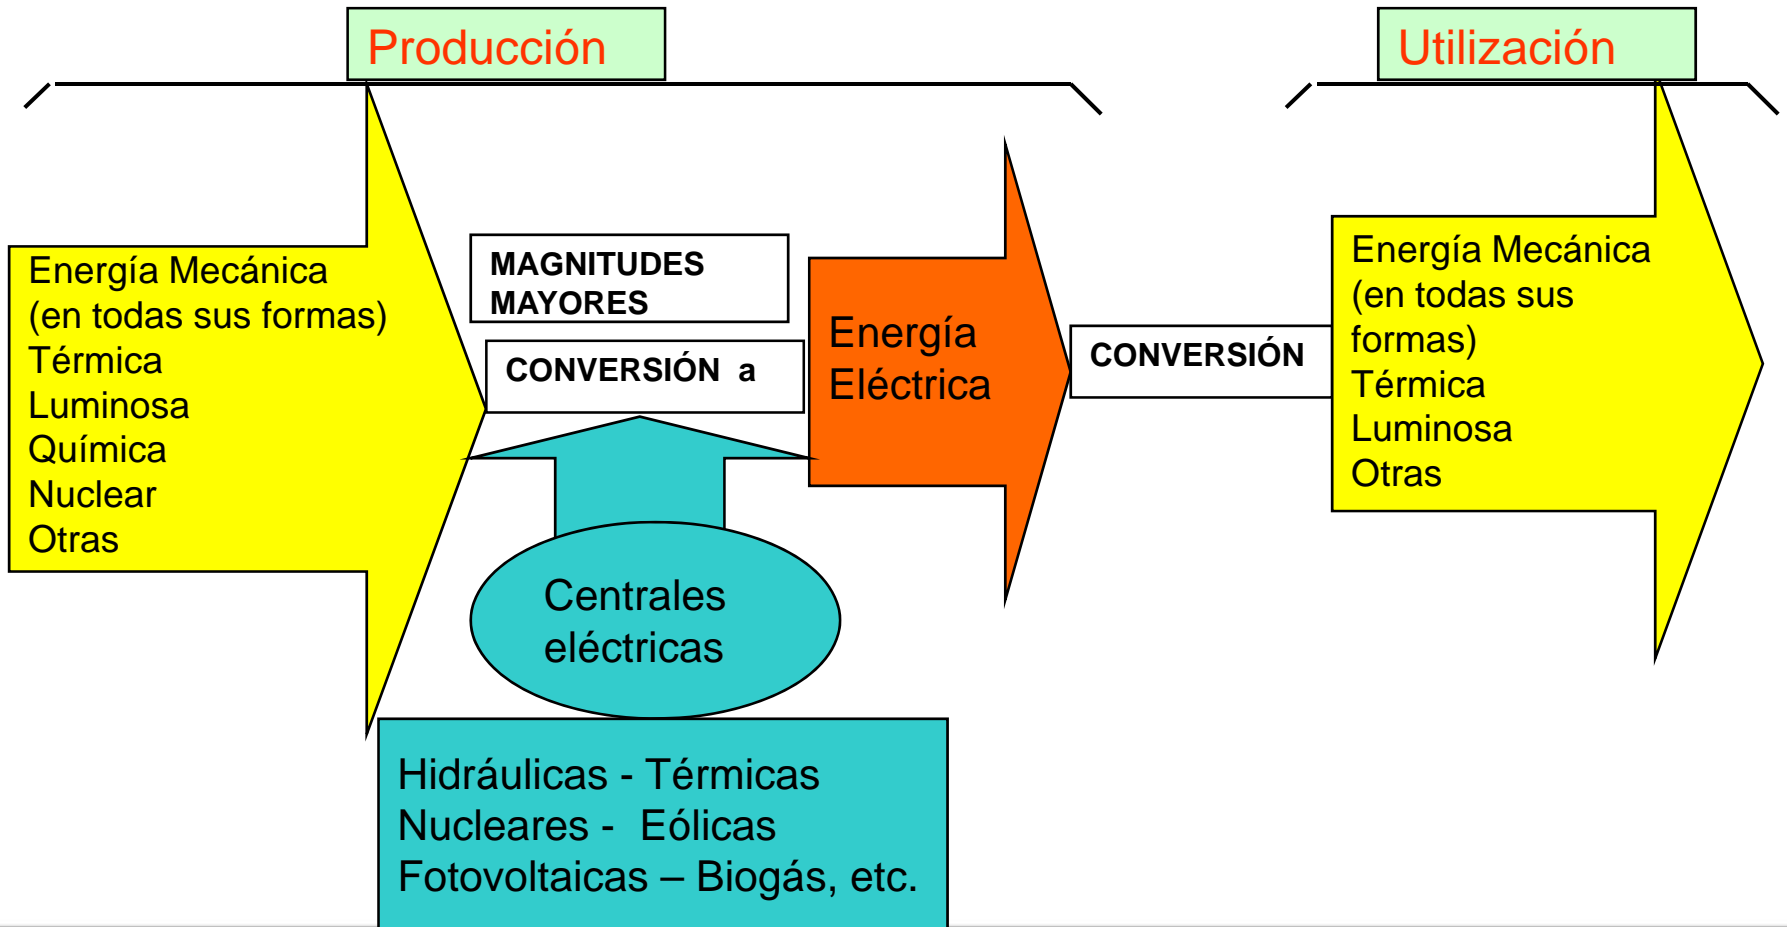 Producción
Utilización
Energía Mecánica
(en todas sus formas)
Térmica
Luminosa
Química
Nuclear
Otras
MAGNITUDES
MAYORES
CONVERSIÓN a
Energía
Eléctrica
CONVERSIÓN
Energía Mecánica
(en todas sus
formas)
Térmica
Luminosa
Otras
Centrales
eléctricas
Hidráulicas - Térmicas
Nucleares - Eólicas
Fotovoltaicas – Biogás, etc.